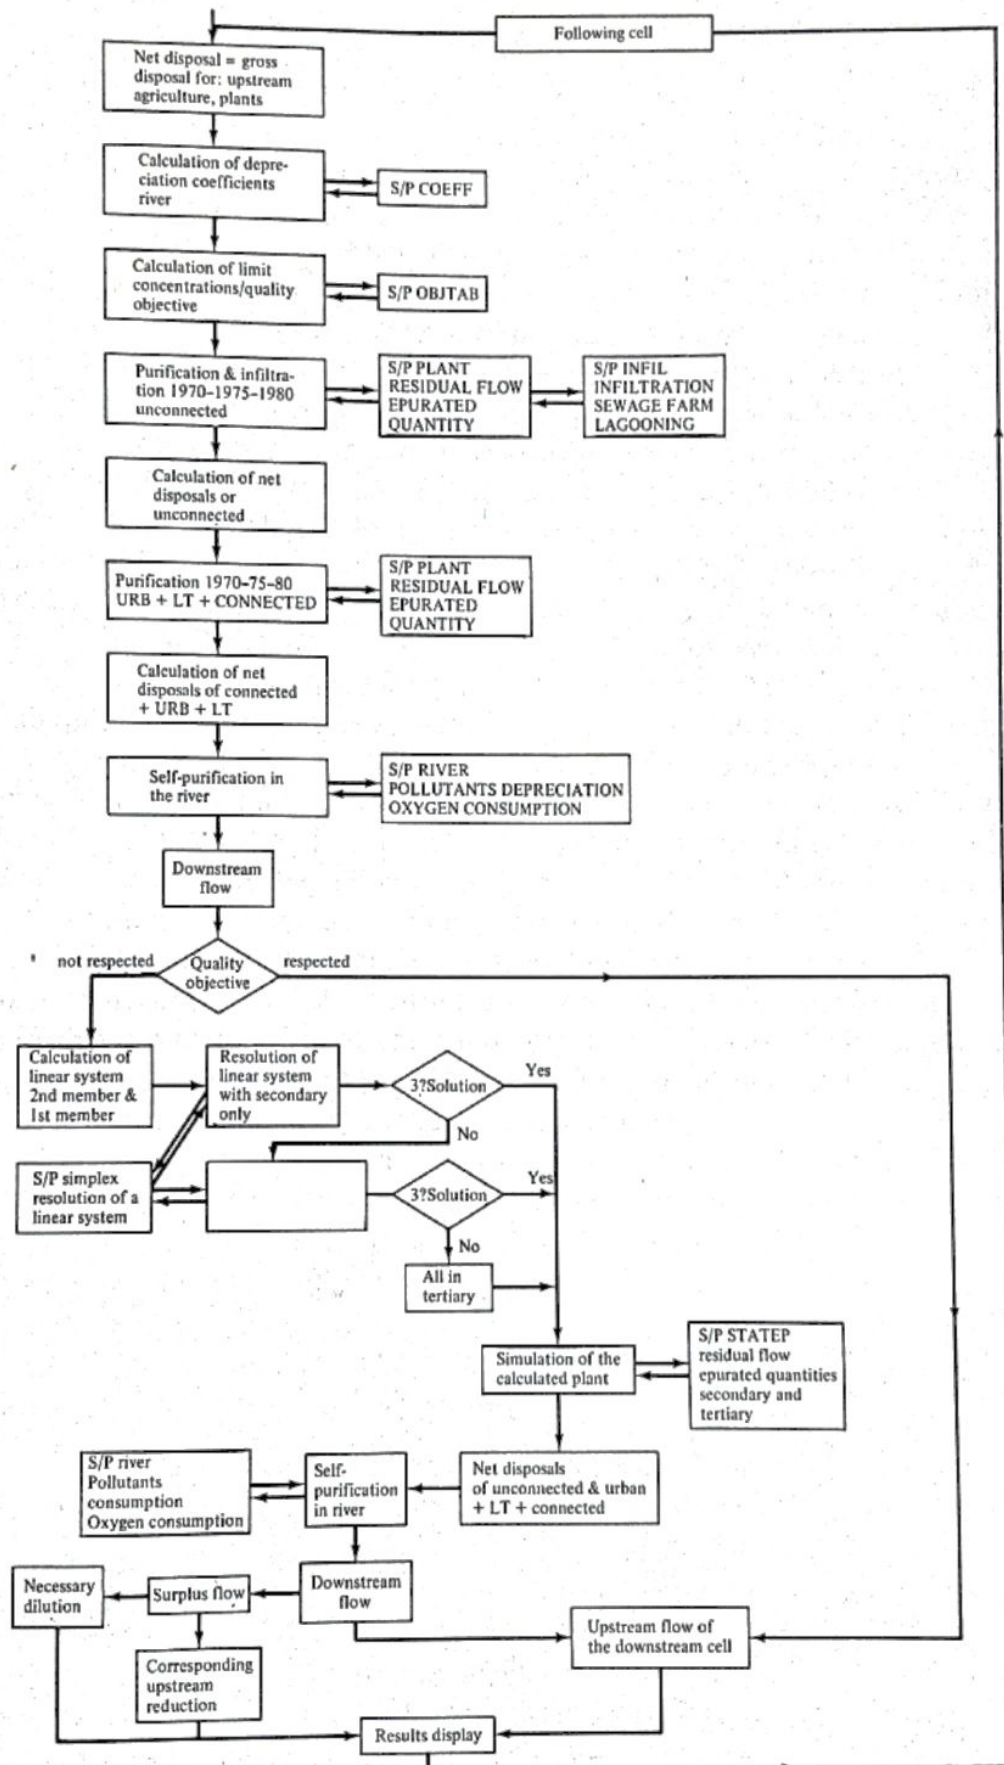 Following cell
Net disposal = gross
disposal for: upstream
agriculture, plants
Calculation of depre-
ciation coefficients
river
S/P COEFF
Calculation of limit
concentrations/quality
objective
S/P OBJTAB
Purification & infiltra-
tion 1970-1975-1980
unconnected
S/P PLANT
RESIDUAL FLOW
EPURATED
QUANTITY
S/P INFIL
INFILTRATION
SEWAGE FARM
LAGOONING
Calculation of net
disposals or
unconnected
Purification 1970-75-80
URB + LT + CONNECTED
S/P PLANT
RESIDUAL FLOW
EPURATED
QUANTITY
Calculation of net
disposals of connected
+ URB + LT
Self-purification in
the river
S/P RIVER
POLLUTANTS DEPRECIATION
OXYGEN CONSUMPTION
Downstream
flow
not respected
Quality
objective
respected
Calculation of
linear system
2nd member &
1st member
Resolution of
linear system
with secondary
only
3?Solution
Yes
No
S/P simplex
resolution of a
linear system
3?Solution
Yes
No
All in
tertiary
Simulation of the
calculated plant
S/P STATEP
residual flow
epurated quantities
secondary and
tertiary
S/P river
Pollutants
consumption
Oxygen consumption
Self-
purification
in river
Net disposals
of unconnected & urban
+ LT + connected
Necessary
dilution
Surplus flow
Downstream
flow
Upstream flow of
the downstream cell
Corresponding
upstream
reduction
Results display